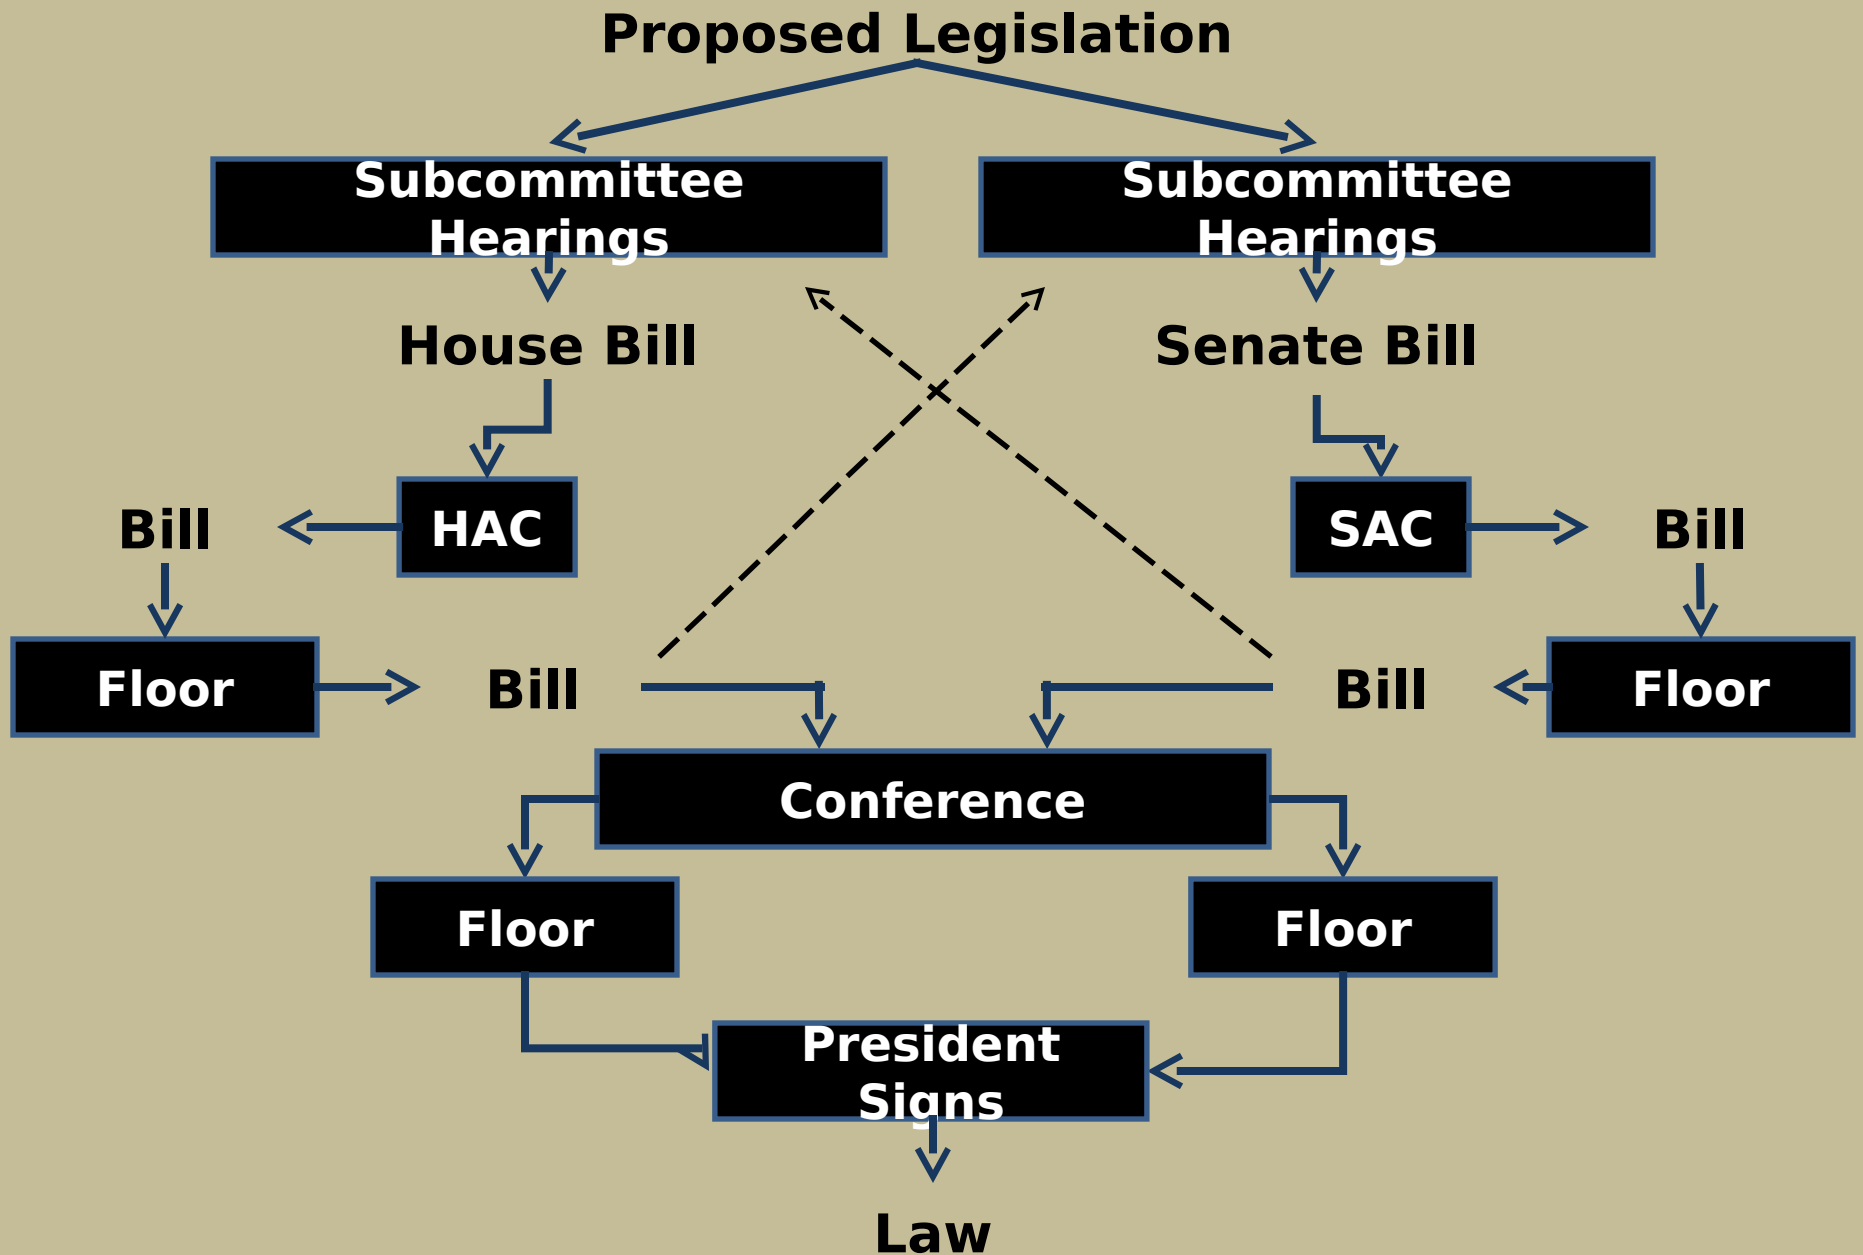 Proposed Legislation
Subcommittee
Hearings
Subcommittee
Hearings
House Bill
Senate Bill
Bill
HAC
SAC
Bill
Floor
Bill
Bill
Floor
Conference
Floor
Floor
President
Signs
Law